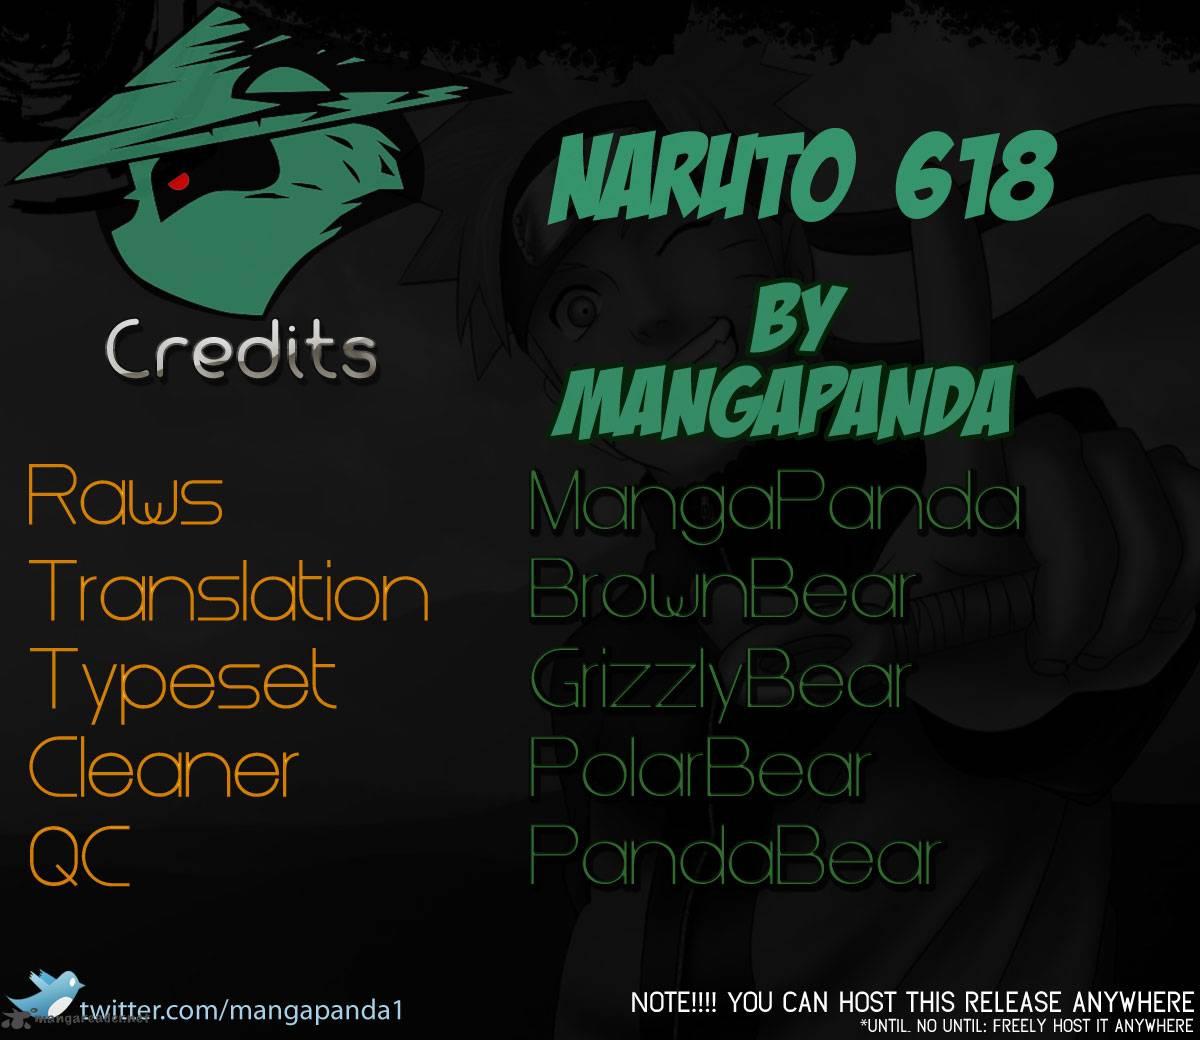 NARUTO 618
BY
MANGAPANDA
Credits
Raws MangaPanda
Translation BrownBear
Typeset GrizzlyBear
Cleaner PolarBear
QC PandaBear
twitter.com/mangapanda1
mangareader.net
NOTE!!!! YOU CAN HOST THIS RELEASE ANYWHERE
*UNTIL. NO UNTIL: FREELY HOST IT ANYWHERE